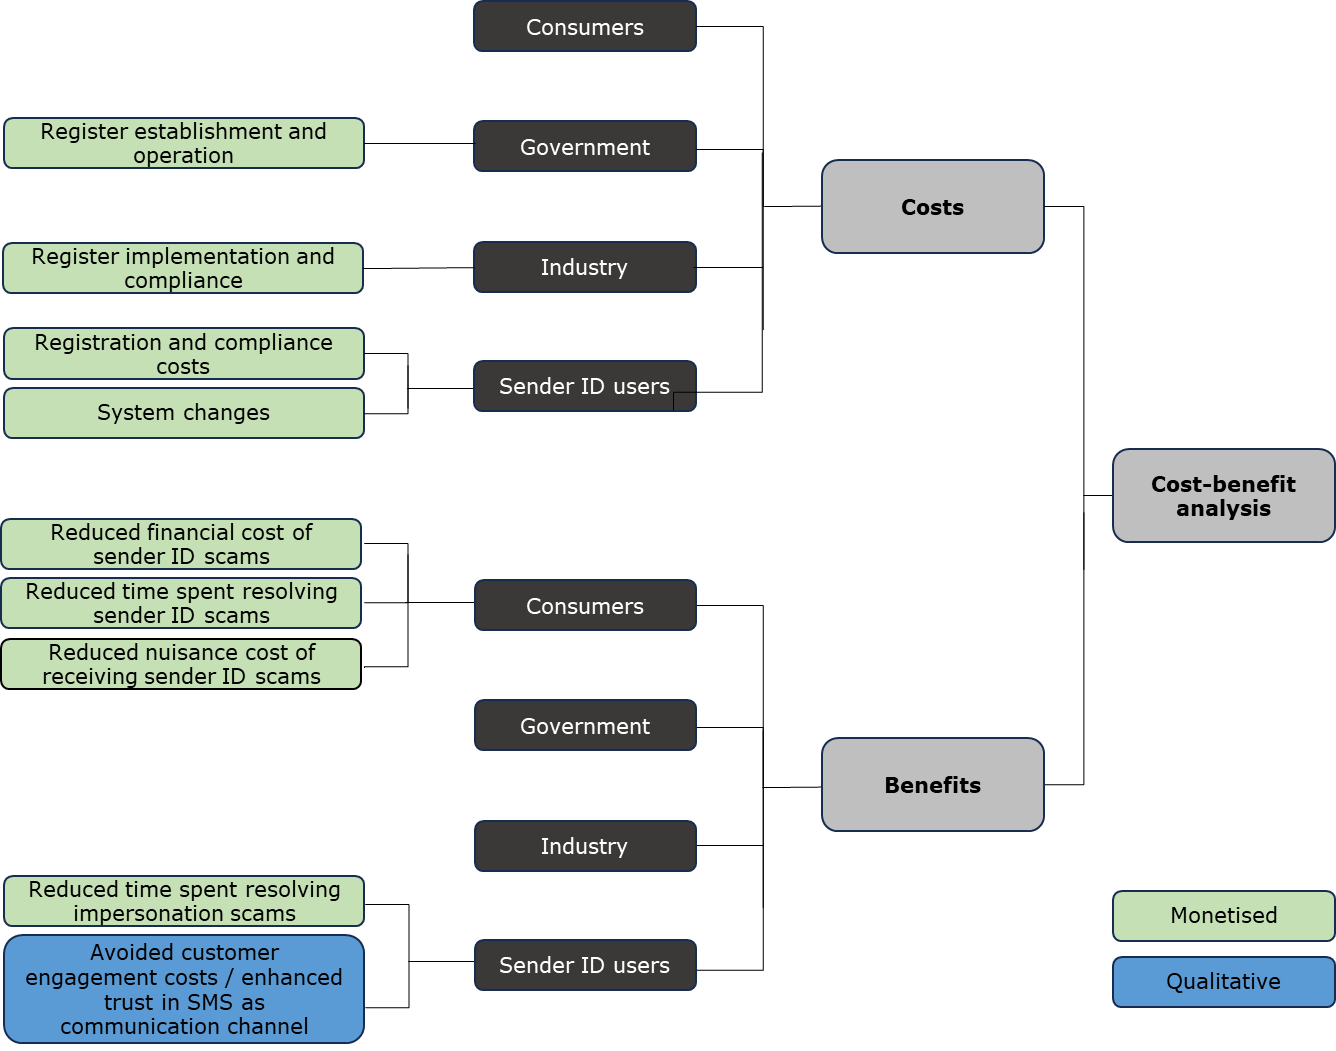 Consumers
Register establishment and
operation
Government
Costs
Register implementation and
compliance
Industry
Registration and compliance
costs
System changes
Sender ID users
Cost-benefit
analysis
Reduced financial cost of
sender ID scams
Reduced time spent resolving
sender ID scams
Reduced nuisance cost of
receiving sender ID scams
Consumers
Government
Benefits
Industry
Reduced time spent resolving
impersonation scams
Avoided customer
engagement costs / enhanced
trust in SMS as
communication channel
Sender ID users
Monetised
Qualitative